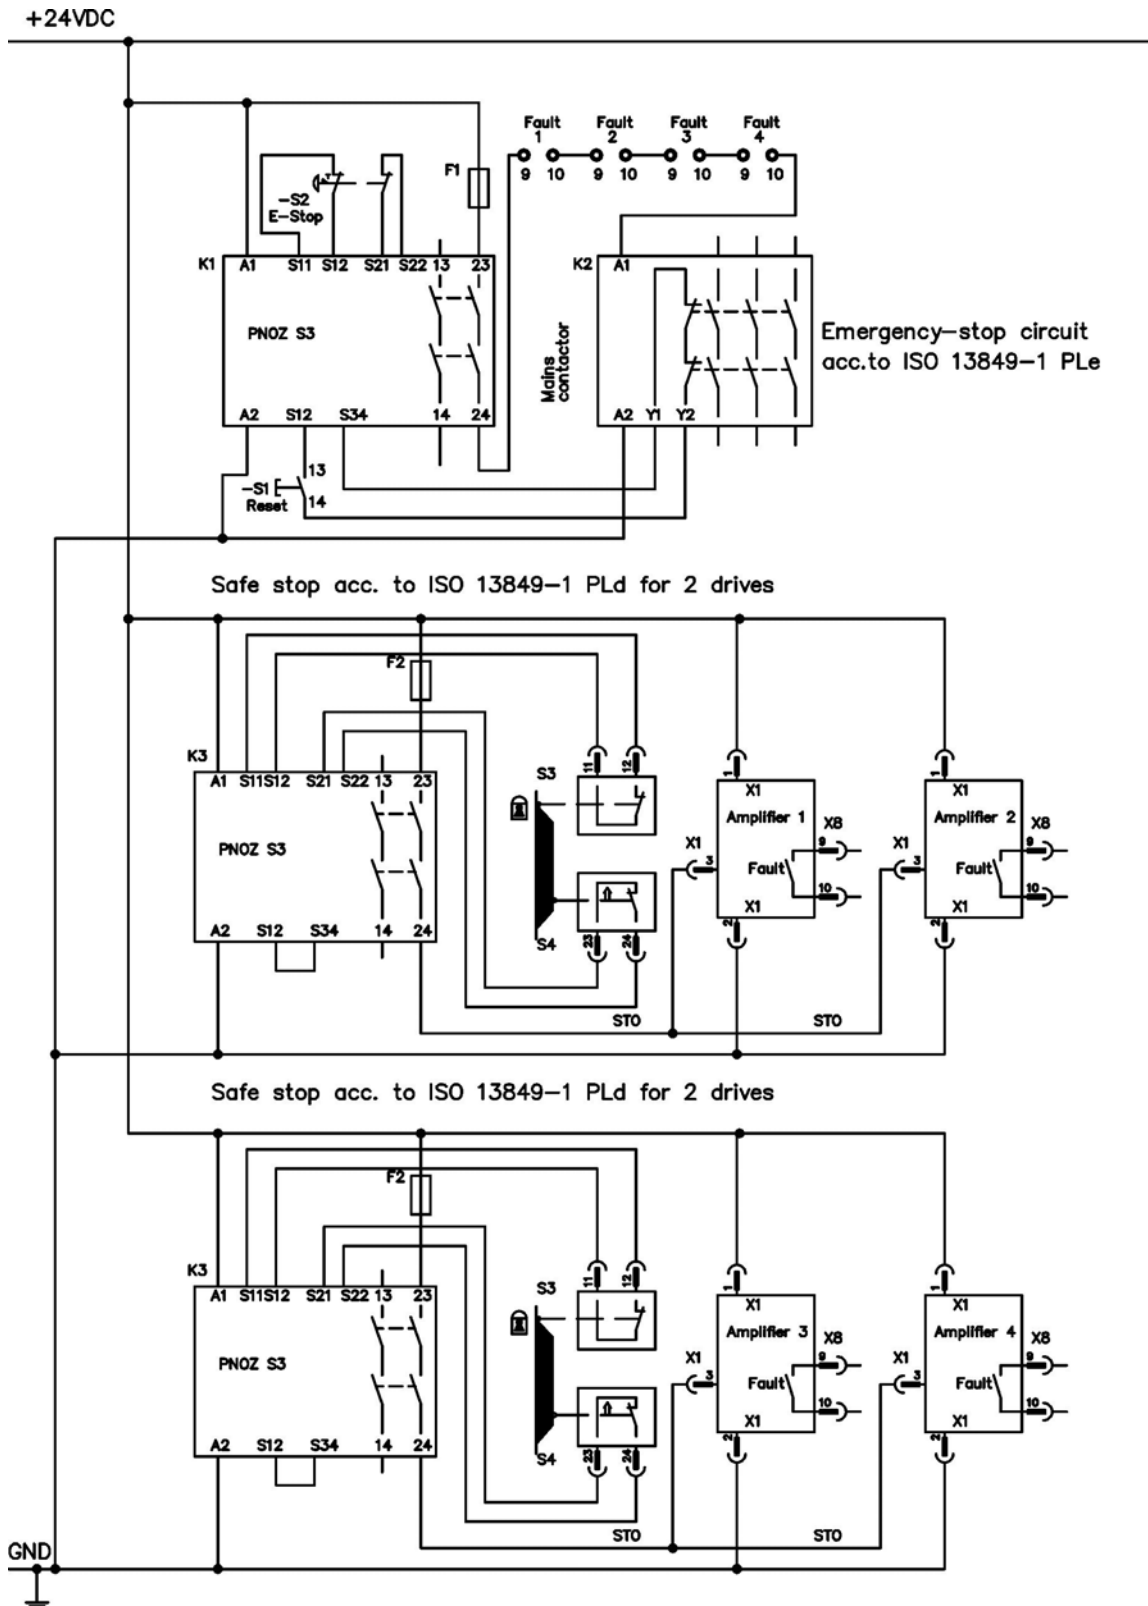 +24VDC
Fault Fault Fault Fault
1 2 3 4
F1
9 10 9 10 9 10 9 10
-S2
E-Stop
K1 A1 S11 S12 S21 S22 13 23
K2 A1
PNOZ S3
Mains
contactor
Emergency-stop circuit
acc.to ISO 13849-1 PLe
A2 S12 S34 14 24
A2 Y1 Y2
13
-S1
Reset
14
Safe stop acc. to ISO 13849-1 PLd for 2 drives
F2
K3
A1 S11 S12 S21 S22 13 23
S3
11 12
1
X1
Amplifier 1
X8
9
1
X1
Amplifier 2
X8
9
PNOZ S3
X1
3
Fault
10
X1
3
Fault
10
X1
2
X1
2
A2 S12 S34 14 24
S4
23 24
STO STO
Safe stop acc. to ISO 13849-1 PLd for 2 drives
F2
K3
A1 S11 S12 S21 S22 13 23
S3
11 12
1
X1
Amplifier 3
X8
9
1
X1
Amplifier 4
X8
9
PNOZ S3
X1
3
Fault
10
X1
3
Fault
10
X1
2
X1
2
A2 S12 S34 14 24
S4
23 24
STO STO
GND